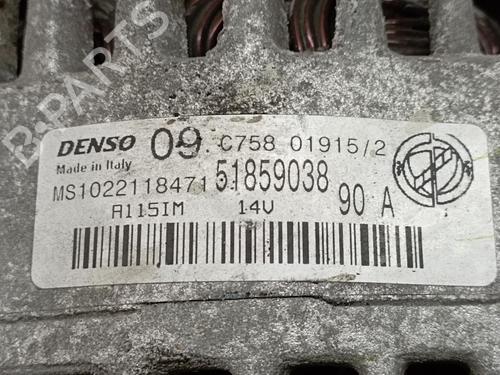 DENSO 09 C758 01915/2
Made in Italy
MS1022118471 51859038
A115IM 14V 90 A
B-PARTS